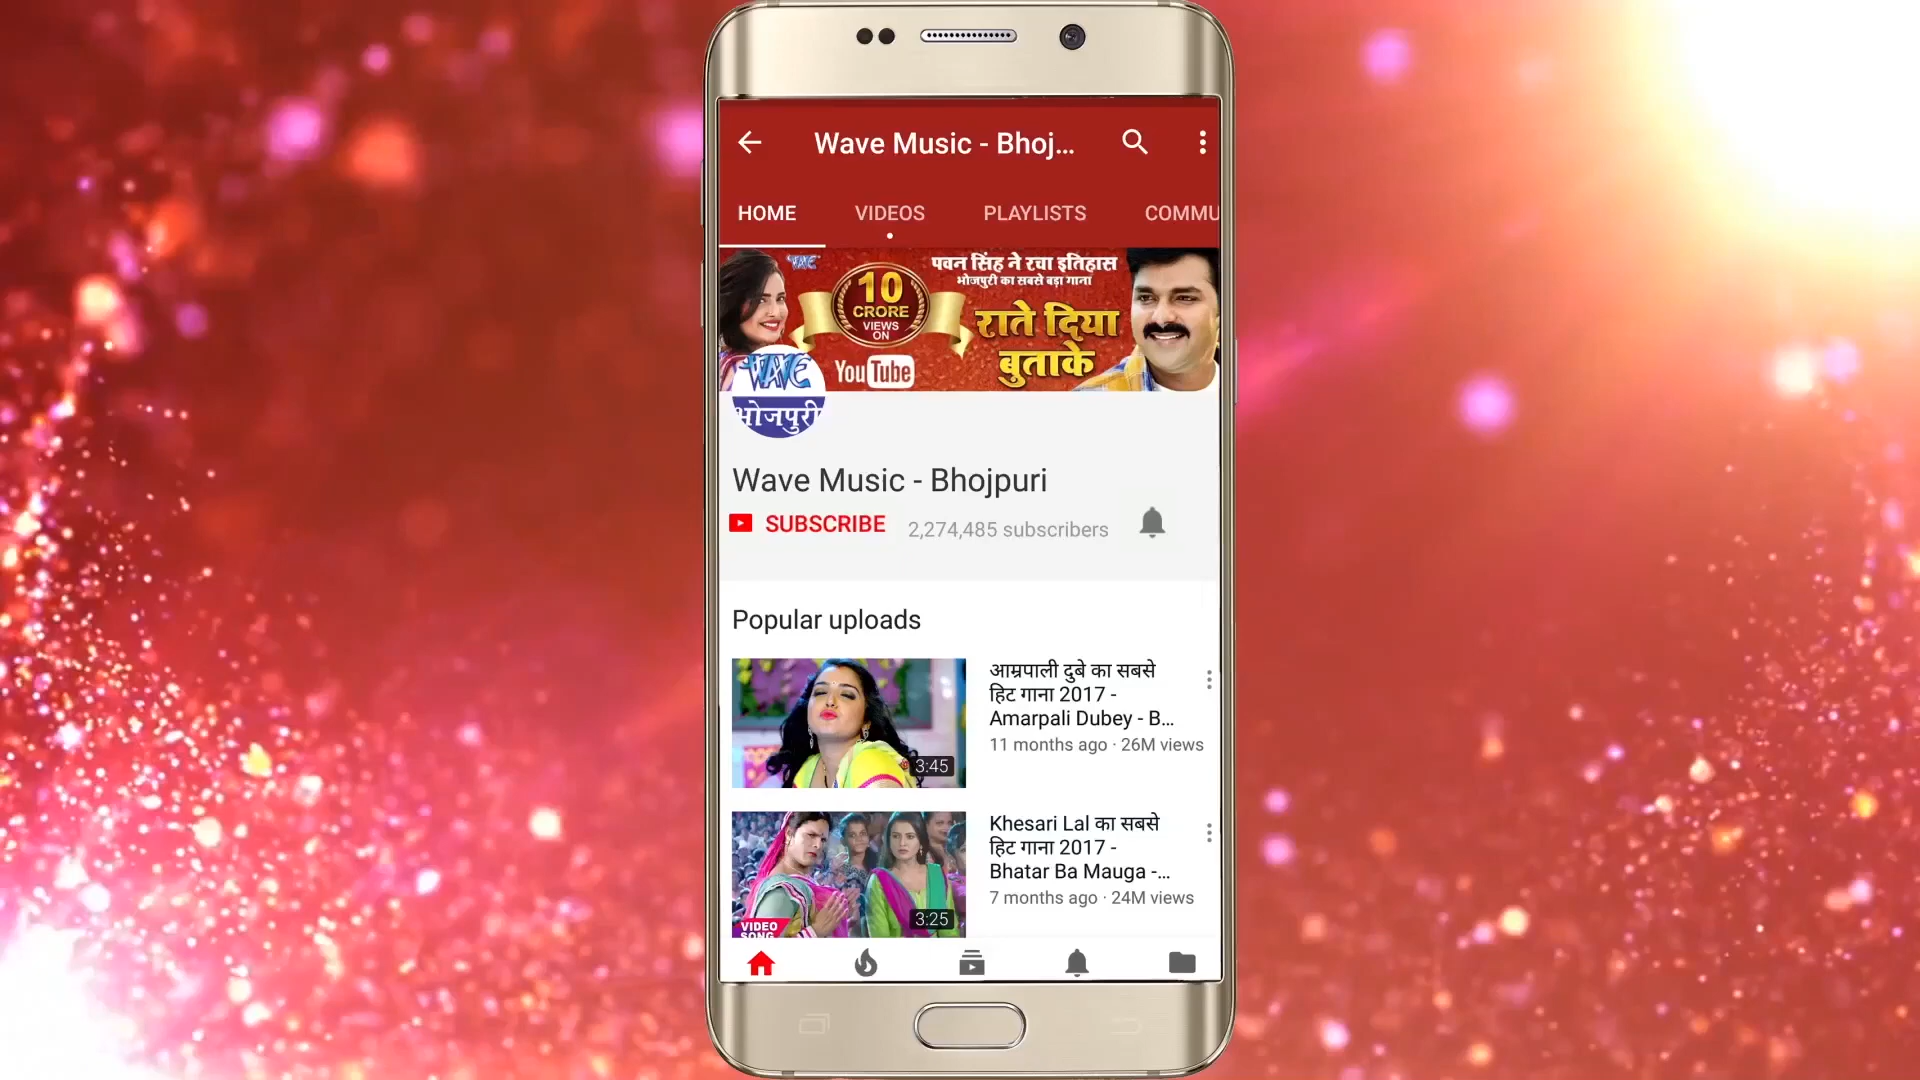 Wave Music - Bhoj...
HOME VIDEOS PLAYLISTS COMMU
WAVE
पवन सिंह ने रचा इतिहास
भोजपुरी का सबसे बड़ा गाना
10
CRORE
VIEWS
ON
YouTube
राते दिया
बुताके
WAVE
भोजपुरी
Wave Music - Bhojpuri
SUBSCRIBE 2,274,485 subscribers
Popular uploads
आम्रपाली दुबे का सबसे
हिट गाना 2017 -
Amarpali Dubey - B...
11 months ago · 26M views
3:45
Khesari Lal का सबसे
हिट गाना 2017 -
Bhatar Ba Mauga -...
7 months ago · 24M views
VIDEO
SONG
3:25